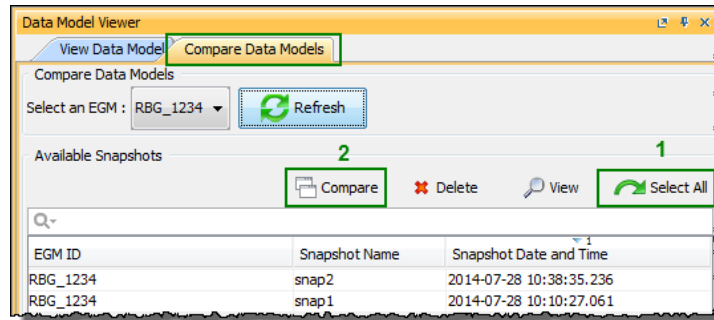 Data Model Viewer
View Data Model Compare Data Models
Compare Data Models
Select an EGM : RBG_1234 Refresh
Available Snapshots 2 1
Compare Delete View Select All
EGM ID Snapshot Name Snapshot Date and Time 1
RBG_1234 snap2 2014-07-28 10:38:35.236
RBG_1234 snap1 2014-07-28 10:10:27.061